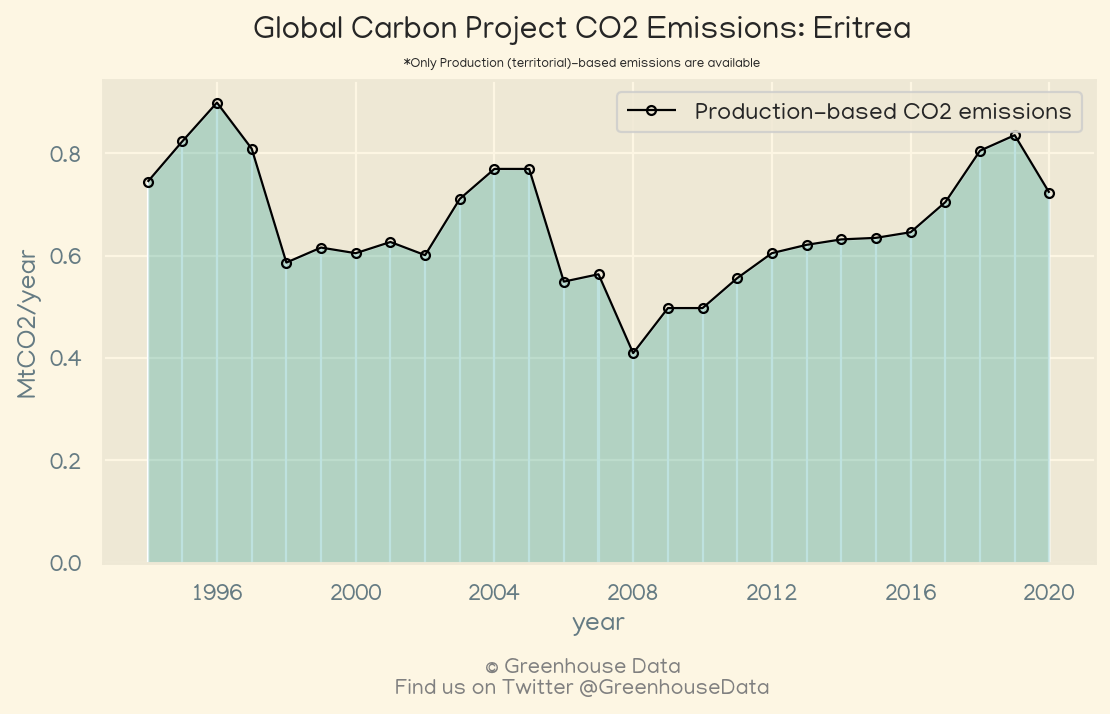 Global Carbon Project CO2 Emissions: Eritrea
*Only Production (territorial)-based emissions are available
Production-based CO2 emissions
MtCO2/year
0.8
0.6
0.4
0.2
0.0
1996 2000 2004 2008 2012 2016 2020
year
© Greenhouse Data
Find us on Twitter @GreenhouseData